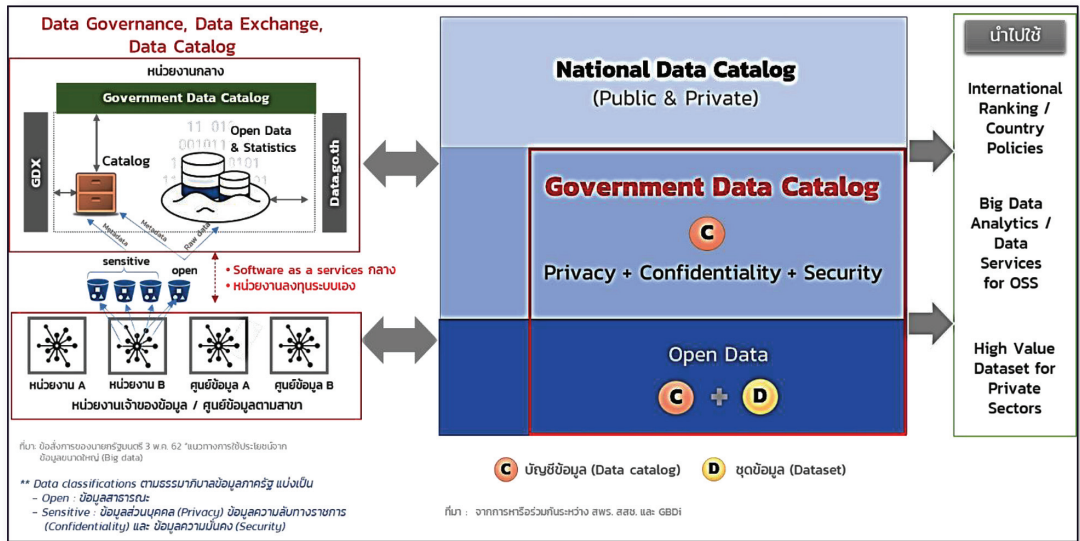 Data Governance, Data Exchange,
Data Catalog
หน่วยงานกลาง
Government Data Catalog
GDX
Catalog
11 010
Open Data
& Statistics
Data.go.th
Metadata
Metadata
Raw data
sensitive
open
• Software as a services กลาง
• หน่วยงานลงทุนระบบเอง
หน่วยงาน A
หน่วยงาน B
ศูนย์ข้อมูล A
ศูนย์ข้อมูล B
หน่วยงานเจ้าของข้อมูล / ศูนย์ข้อมูลตามสาขา
ที่มา: ข้อสั่งการของนายกรัฐมนตรี 3 พ.ค. 62 "แนวทางการใช้ประโยชน์จาก
ข้อมูลขนาดใหญ่ (Big data)
** Data classifications ตามธรรมาภิบาลข้อมูลภาครัฐ แบ่งเป็น
– Open : ข้อมูลสาธารณะ
– Sensitive : ข้อมูลส่วนบุคคล (Privacy) ข้อมูลความลับทางราชการ
(Confidentiality) และ ข้อมูลความมั่นคง (Security)
National Data Catalog
(Public & Private)
Government Data Catalog
C
Privacy + Confidentiality + Security
Open Data
C + D
C บัญชีข้อมูล (Data catalog)
D ชุดข้อมูล (Dataset)
ที่มา : จากการหารือร่วมกันระหว่าง สพร. สสช. และ GBDi
นำไปใช้
International
Ranking /
Country
Policies
Big Data
Analytics /
Data
Services
for OSS
High Value
Dataset for
Private
Sectors